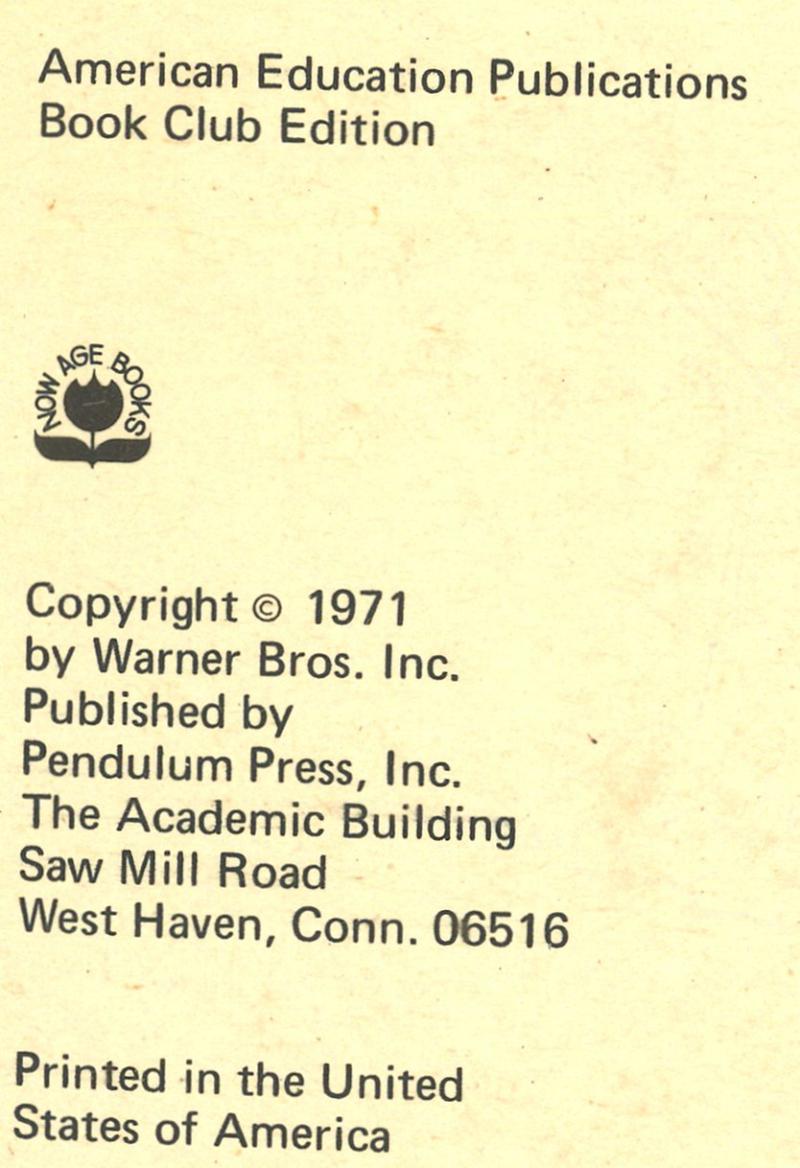 American Education Publications
Book Club Edition
NOW AGE BOOKS
Copyright © 1971
by Warner Bros. Inc.
Published by
Pendulum Press, Inc.
The Academic Building
Saw Mill Road
West Haven, Conn. 06516
Printed in the United
States of America